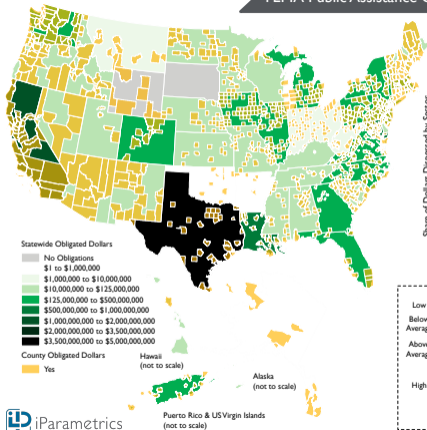 FEMA Public Assistance
Statewide Obligated Dollars
No Obligations
$1 to $1,000,000
$1,000,000 to $10,000,000
$10,000,000 to $125,000,000
$125,000,000 to $500,000,000
$500,000,000 to $1,000,000,000
$1,000,000,000 to $2,000,000,000
$2,000,000,000 to $3,500,000,000
$3,500,000,000 to $5,000,000,000
County Obligated Dollars
Yes
Hawaii
(not to scale)
Alaska
(not to scale)
Puerto Rico & US Virgin Islands
(not to scale)
Low
Below
Average
Above
Average
High
iParametrics